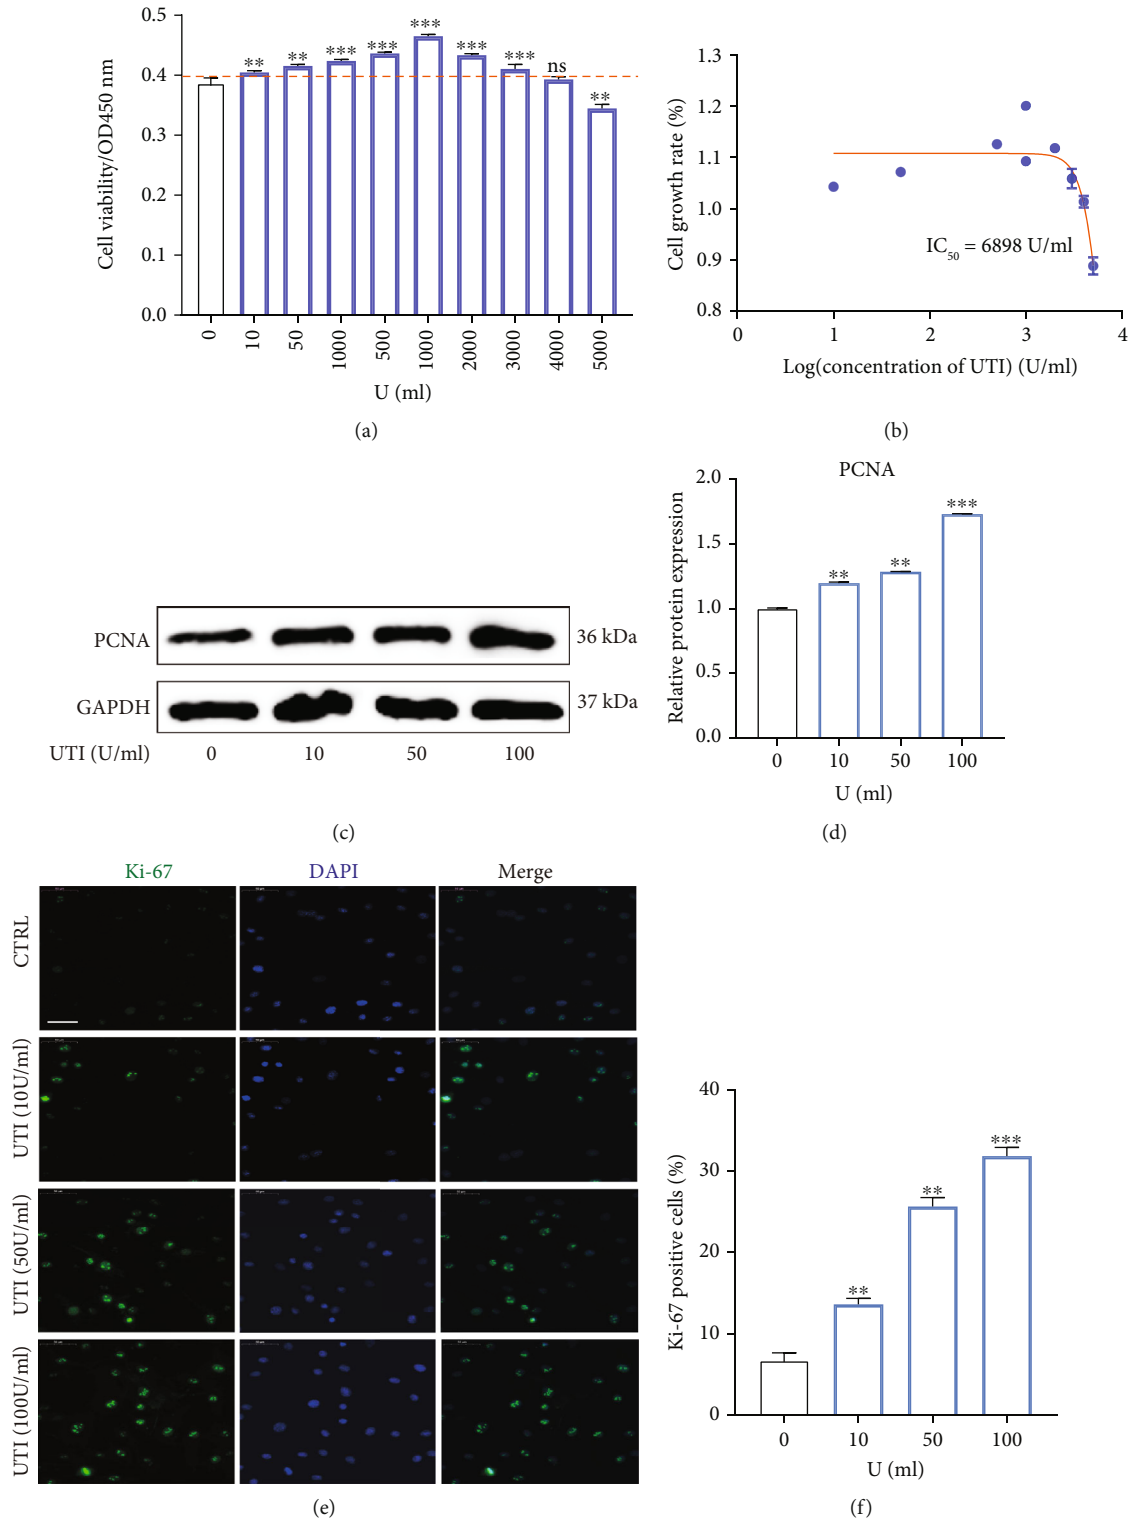 0.5
0.4
0.3
0.2
0.1
0.0
Cell viability/OD450 nm
** ** *** *** *** *** *** ns **
0 10 50 1000 500 1000 2000 3000 4000 5000
U (ml)
(a)
1.3
1.2
1.1
1.0
0.9
0.8
Cell growth rate (%)
IC50 = 6898 U/ml
0 1 2 3 4
Log(concentration of UTI) (U/ml)
(b)
PCNA 36 kDa
GAPDH 37 kDa
UTI (U/ml) 0 10 50 100
(c)
PCNA
2.0
1.5
1.0
0.5
0.0
Relative protein expression
** ** ***
0 10 50 100
U (ml)
(d)
Ki-67 DAPI Merge
CTRL
UTI (10U/ml)
UTI (50U/ml)
UTI (100U/ml)
(e)
40
30
20
10
0
Ki-67 positive cells (%)
** ** ***
0 10 50 100
U (ml)
(f)